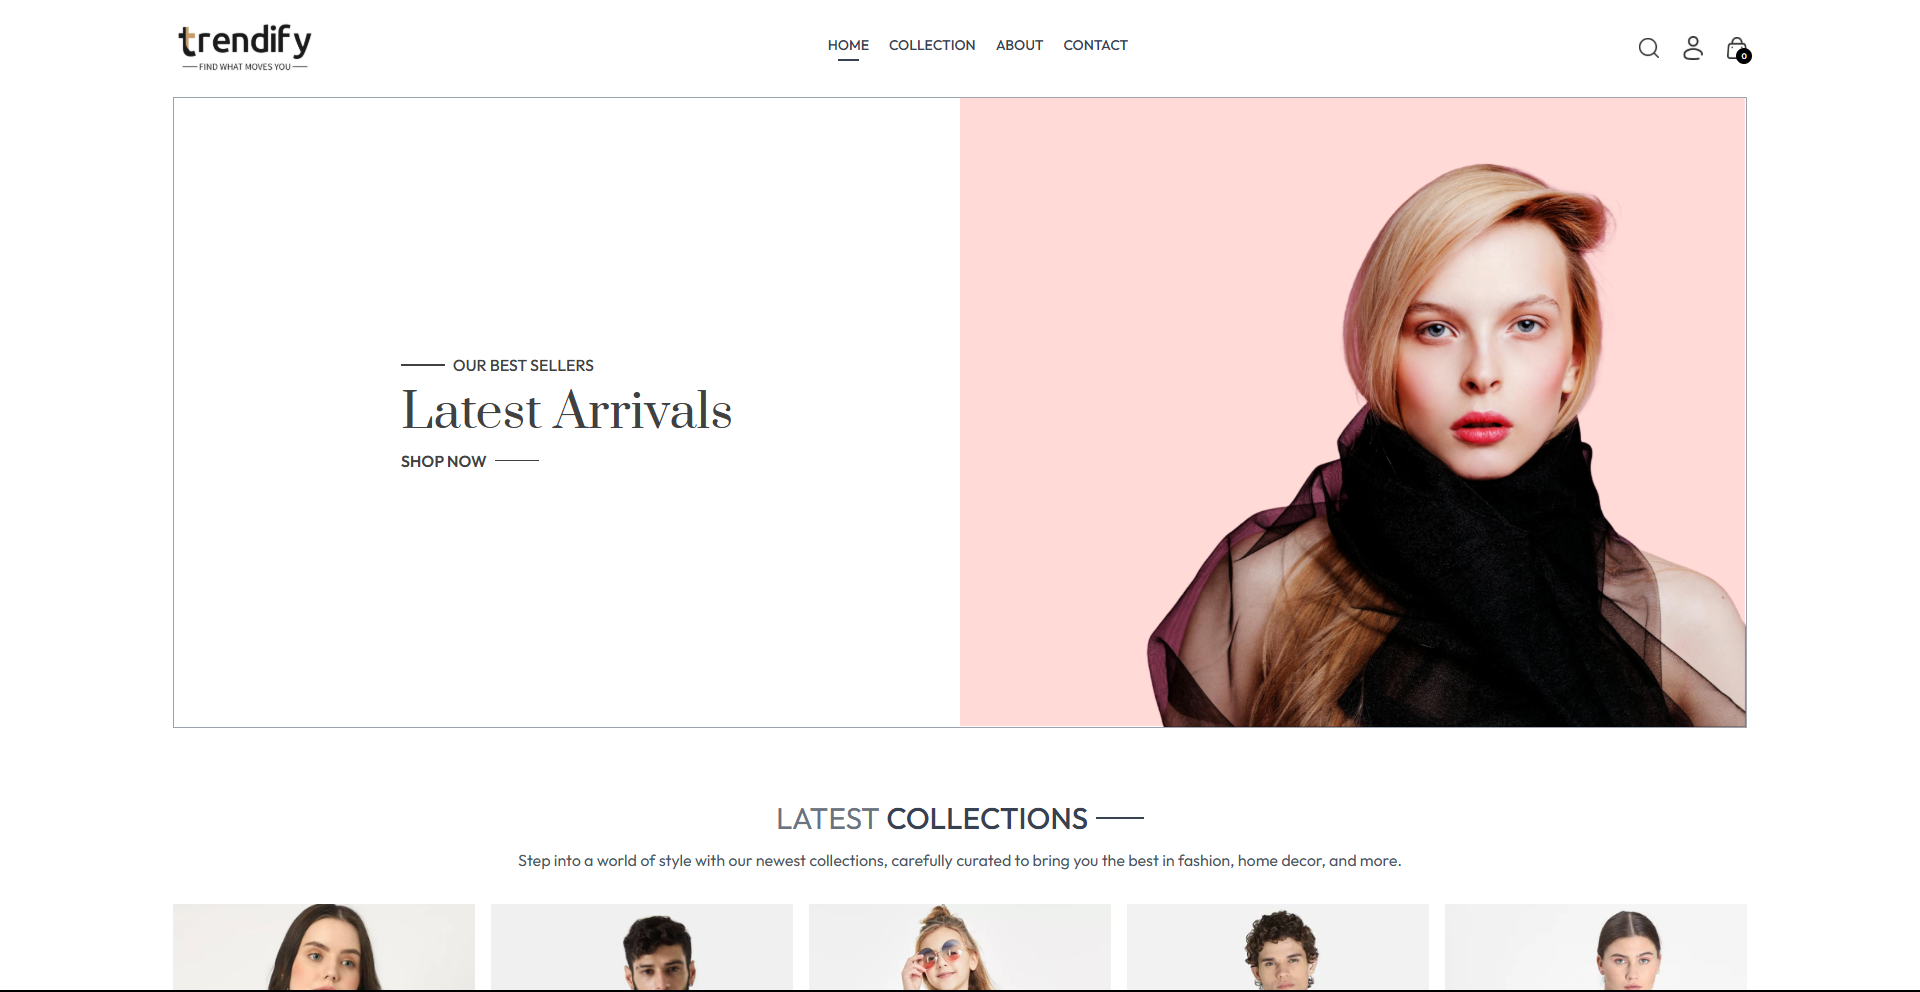 trendify
FIND WHAT MOVES YOU
HOME COLLECTION ABOUT CONTACT
0
OUR BEST SELLERS
Latest Arrivals
SHOP NOW
LATEST COLLECTIONS
Step into a world of style with our newest collections, carefully curated to bring you the best in fashion, home decor, and more.